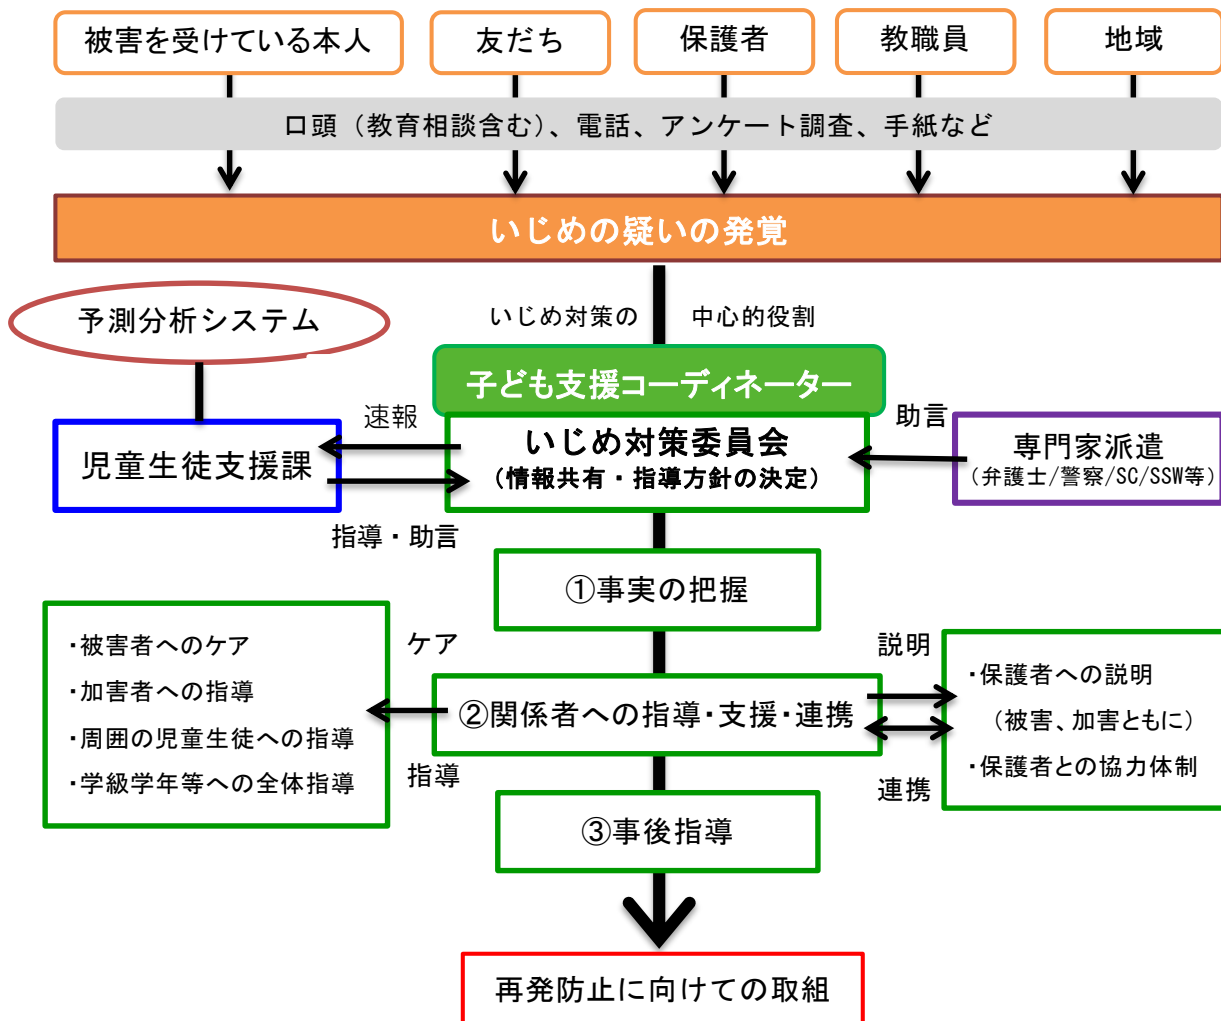 被害を受けている本人
友だち
保護者
教職員
地域
口頭（教育相談含む）、電話、アンケート調査、手紙など
いじめの疑いの発覚
予測分析システム
いじめ対策の　中心的役割
子ども支援コーディネーター
速報
いじめ対策委員会
（情報共有・指導方針の決定）
助言
児童生徒支援課
専門家派遣
（弁護士/警察/SC/SSW等）
指導・助言
①事実の把握
・被害者へのケア
・加害者への指導
・周囲の児童生徒への指導
・学級学年等への全体指導
ケア
②関係者への指導・支援・連携
指導
説明
・保護者への説明
（被害、加害ともに）
・保護者との協力体制
連携
③事後指導
再発防止に向けての取組